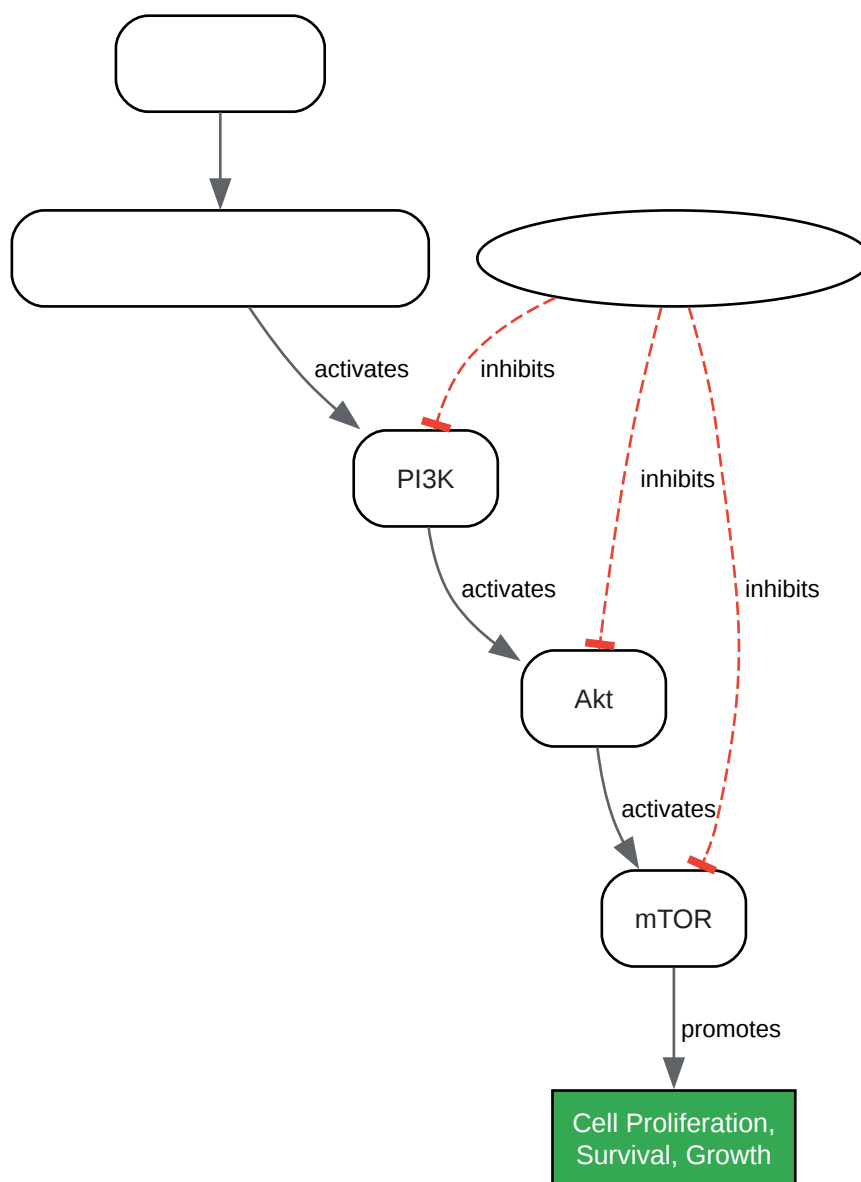 activates
inhibits
PI3K
inhibits
activates
inhibits
Akt
activates
mTOR
promotes
Cell Proliferation,
Survival, Growth